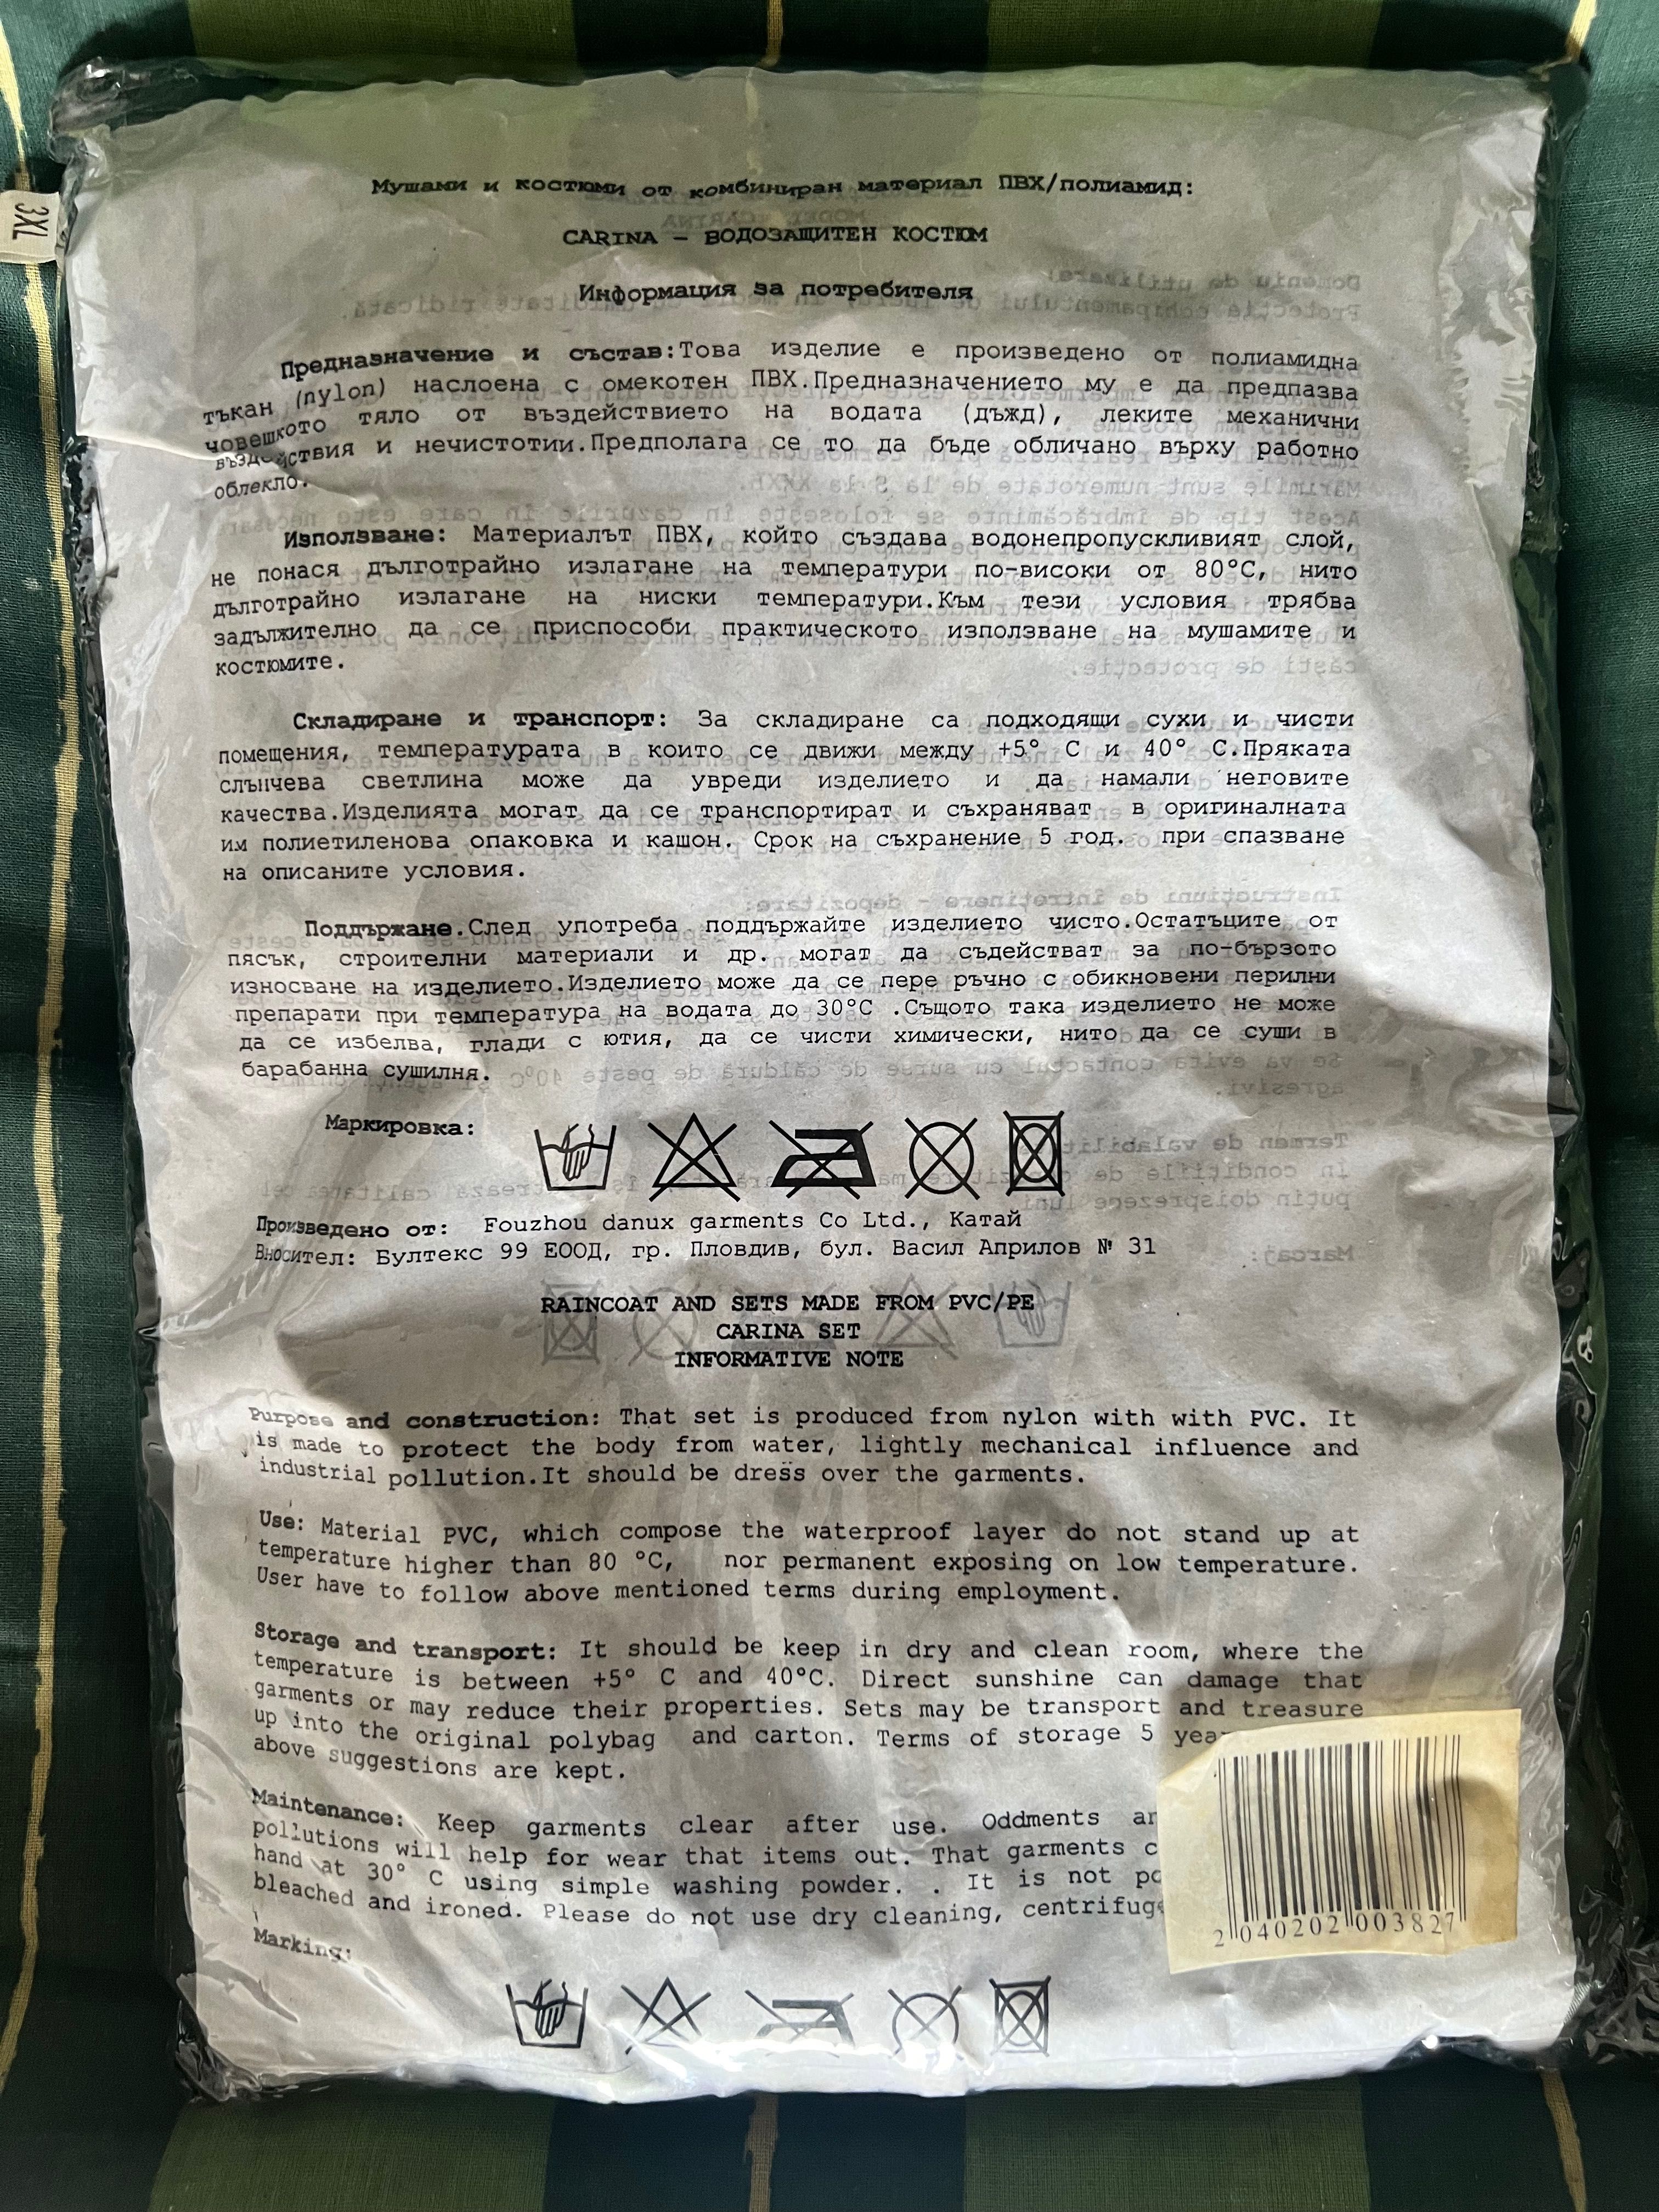 3XL
Мушами и костюми от комбиниран материал ПВХ/полиамид:
CARINA – ВОДОЗАЩИТЕН КОСТЮМ
Информация за потребителя
Предназначение и състав:Това изделие е произведено от полиамидна
тъкан (nylon) наслоена с омекотен ПВХ.Предназначението му е да предпазва
човешкото тяло от въздействието на водата (дъжд), леките механични
въздействия и нечистотии.Предполага се то да бъде обличано върху работно
облекло.
Използване: Материалът ПВХ, който създава водонепропускливият слой,
не понася дълготрайно излагане на температури по-високи от 80°C, нито
дълготрайно излагане на ниски температури.Към тези условия трябва
задължително да се приспособи практическото използване на мушамите и
костюмите.
Складиране и транспорт: За складиране са подходящи сухи и чисти
помещения, температурата в които се движи между +5° C и 40° C.Пряката
слънчева светлина може да увреди изделието и да намали неговите
качества.Изделията могат да се транспортират и съхраняват в оригиналната
им полиетиленова опаковка и кашон. Срок на съхранение 5 год. при спазване
на описаните условия.
Поддържане.След употреба поддържайте изделието чисто.Остатъците от
пясък, строителни материали и др. могат да съдействат за по-бързото
износване на изделието.Изделието може да се пере ръчно с обикновени перилни
препарати при температура на водата до 30°C .Същото така изделието не може
да се избелва, глади с ютия, да се чисти химически, нито да се суши в
барабанна сушилня.
Маркировка:
Произведено от: Fouzhou danux garments Co Ltd., Катай
Вносител: Бултекс 99 ЕООД, гр. Пловдив, бул. Васил Априлов № 31
RAINCOAT AND SETS MADE FROM PVC/PE
CARINA SET
INFORMATIVE NOTE
Purpose and construction: That set is produced from nylon with with PVC. It
is made to protect the body from water, lightly mechanical influence and
industrial pollution.It should be dress over the garments.
Use: Material PVC, which compose the waterproof layer do not stand up at
temperature higher than 80 °C, nor permanent exposing on low temperature.
User have to follow above mentioned terms during employment.
Storage and transport: It should be keep in dry and clean room, where the
temperature is between +5° C and 40°C. Direct sunshine can damage that
garments or may reduce their properties. Sets may be transport and treasure
up into the original polybag and carton. Terms of storage 5
above suggestions are kept.
Maintenance: Keep garments clear after use. Oddments
pollutions will help for wear that items out. That garments
hand at 30° C using simple washing powder. . It is not
bleached and ironed. Please do not use dry cleaning,
Marking:
2 040202 003827